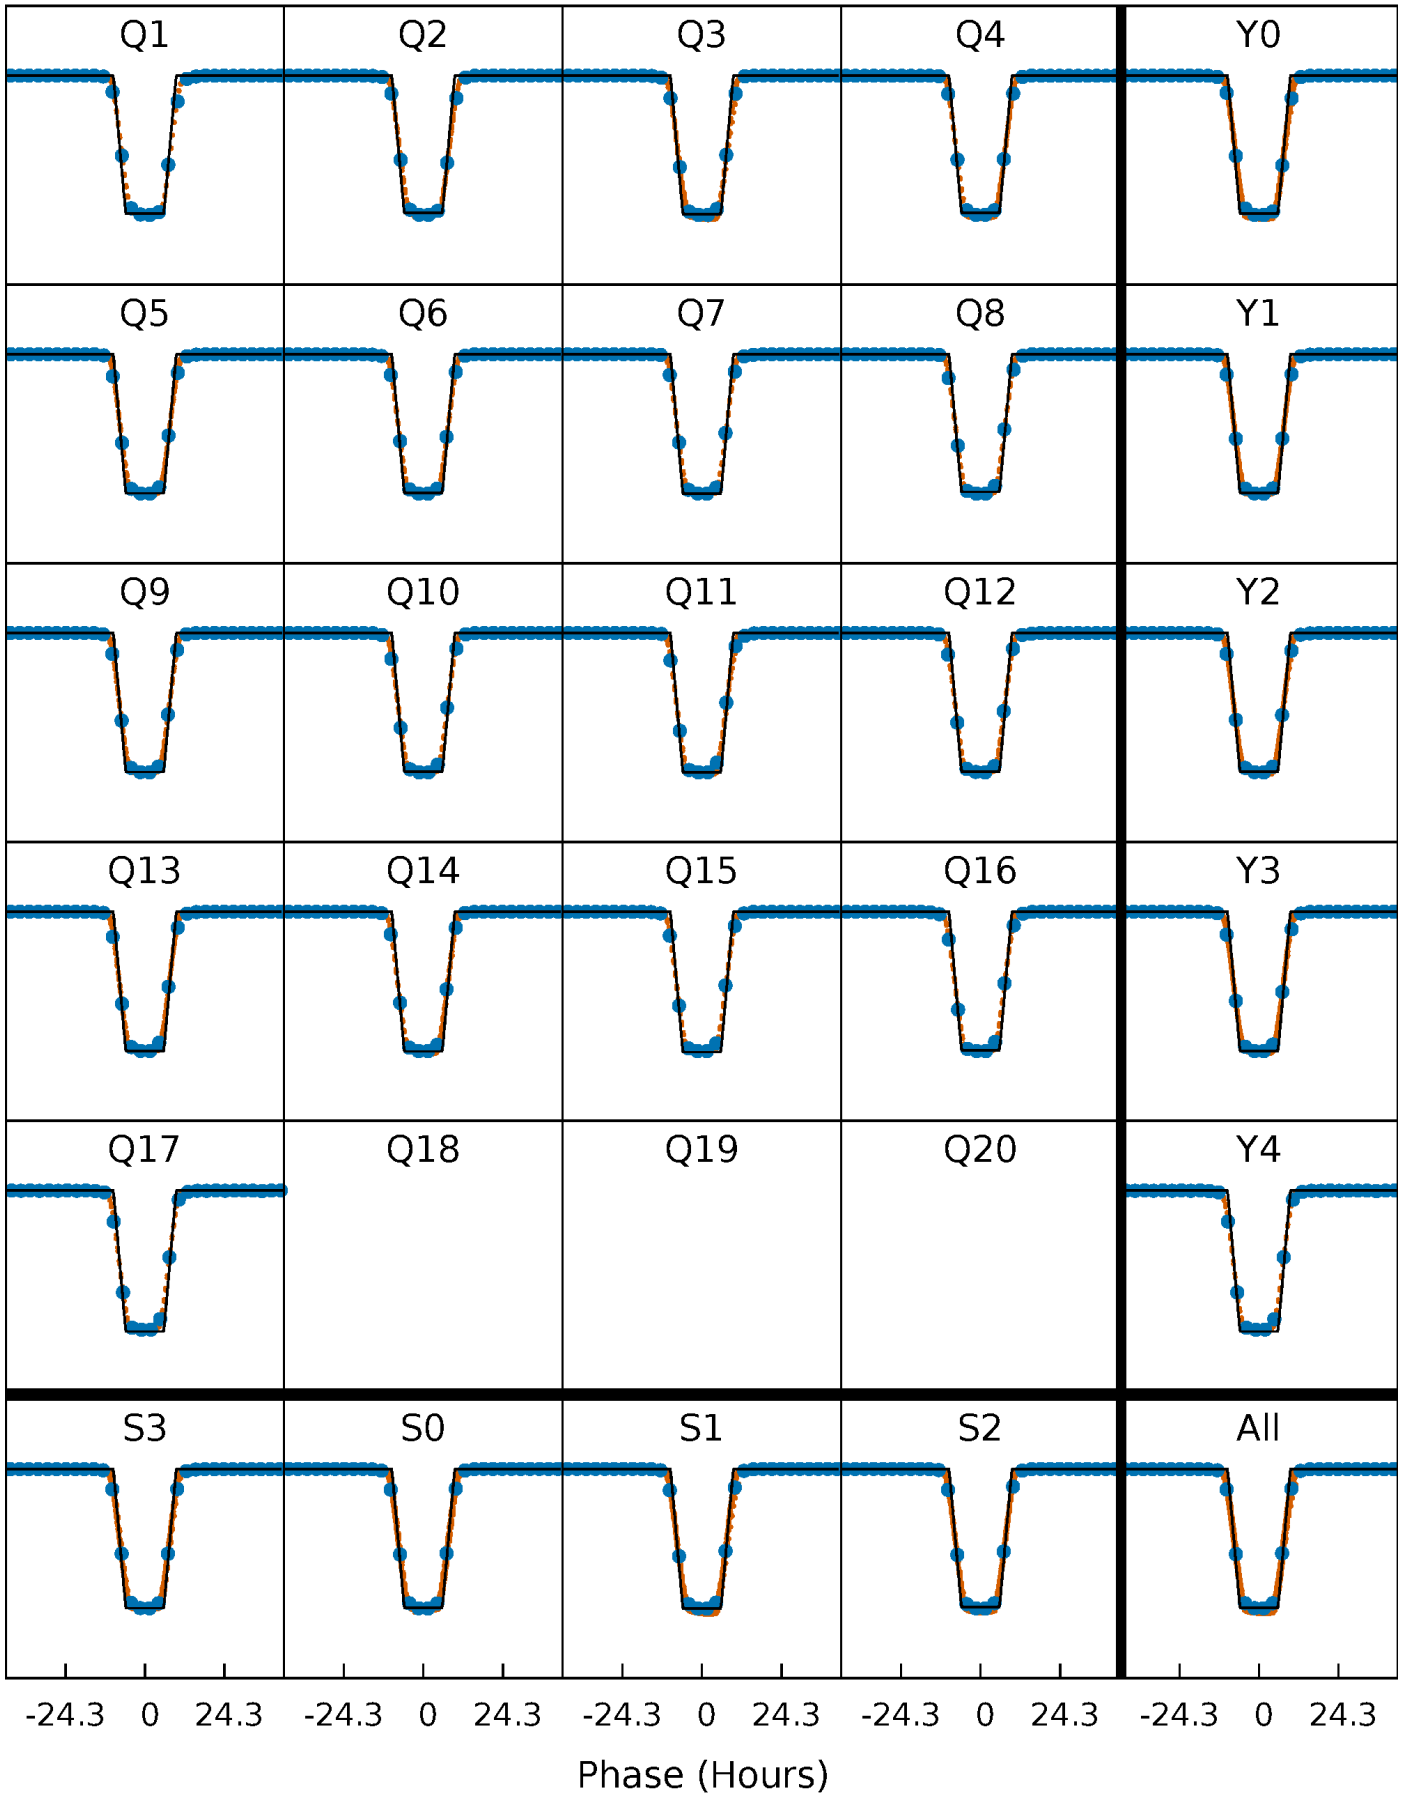 Q1 Q2 Q3 Q4 Y0
Q5 Q6 Q7 Q8 Y1
Q9 Q10 Q11 Q12 Y2
Q13 Q14 Q15 Q16 Y3
Q17 Q18 Q19 Q20 Y4
S3 S0 S1 S2 All
-24.3 0 24.3 -24.3 0 24.3 -24.3 0 24.3 -24.3 0 24.3 -24.3 0 24.3
Phase (Hours)